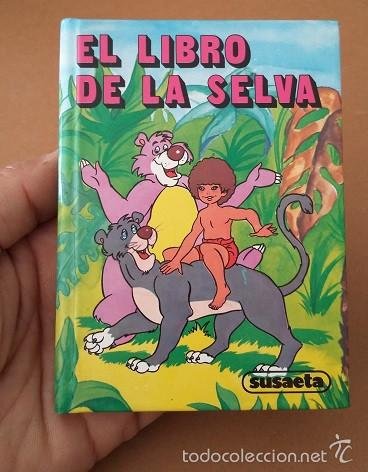 EL LIBRO
DE LA SELVA
susaeta
todocoleccion.net